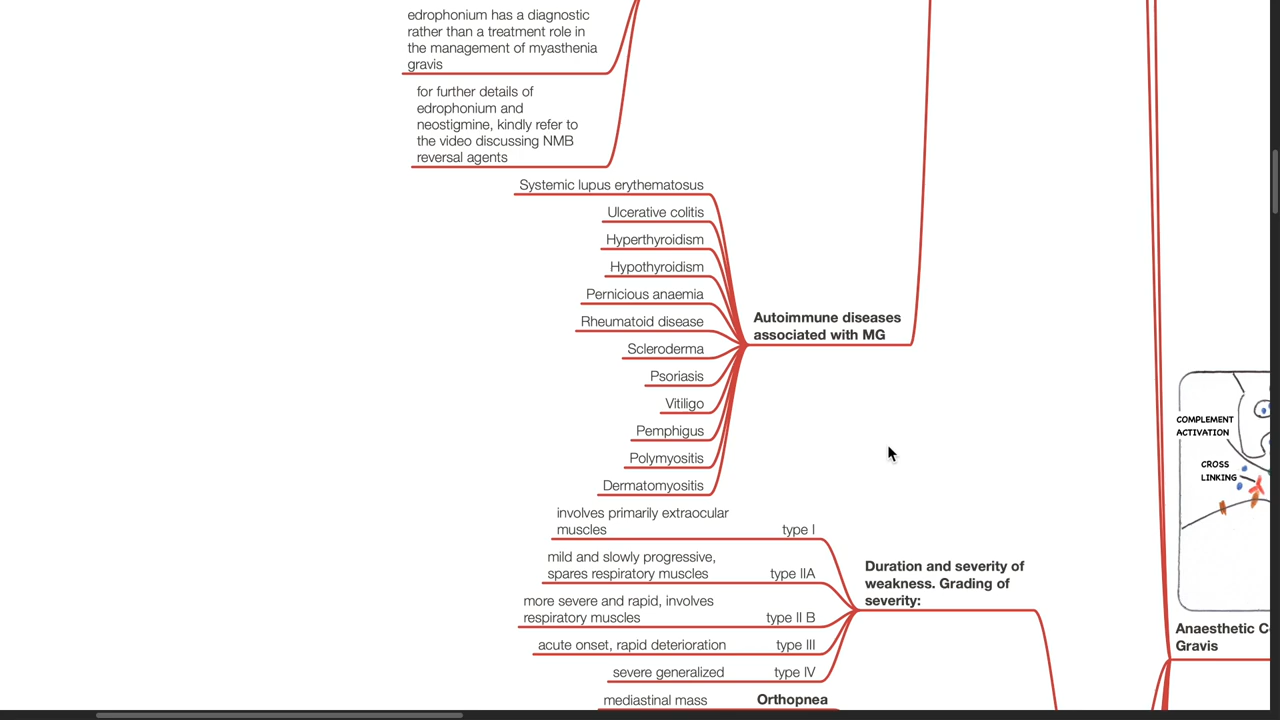 edrophonium has a diagnostic
rather than a treatment role in
the management of myasthenia
gravis
for further details of
edrophonium and
neostigmine, kindly refer to
the video discussing NMB
reversal agents
Systemic lupus erythematosus
Ulcerative colitis
Hyperthyroidism
Hypothyroidism
Pernicious anaemia
Rheumatoid disease
Scleroderma
Psoriasis
Vitiligo
Pemphigus
Polymyositis
Dermatomyositis
Autoimmune diseases
associated with MG
involves primarily extraocular
muscles
type I
mild and slowly progressive,
spares respiratory muscles
type IIA
more severe and rapid, involves
respiratory muscles
type II B
acute onset, rapid deterioration
type III
severe generalized
type IV
Duration and severity of
weakness. Grading of
severity:
mediastinal mass
Orthopnea
COMPLEMENT
ACTIVATION
CROSS
LINKING
Anaesthetic
Gravis